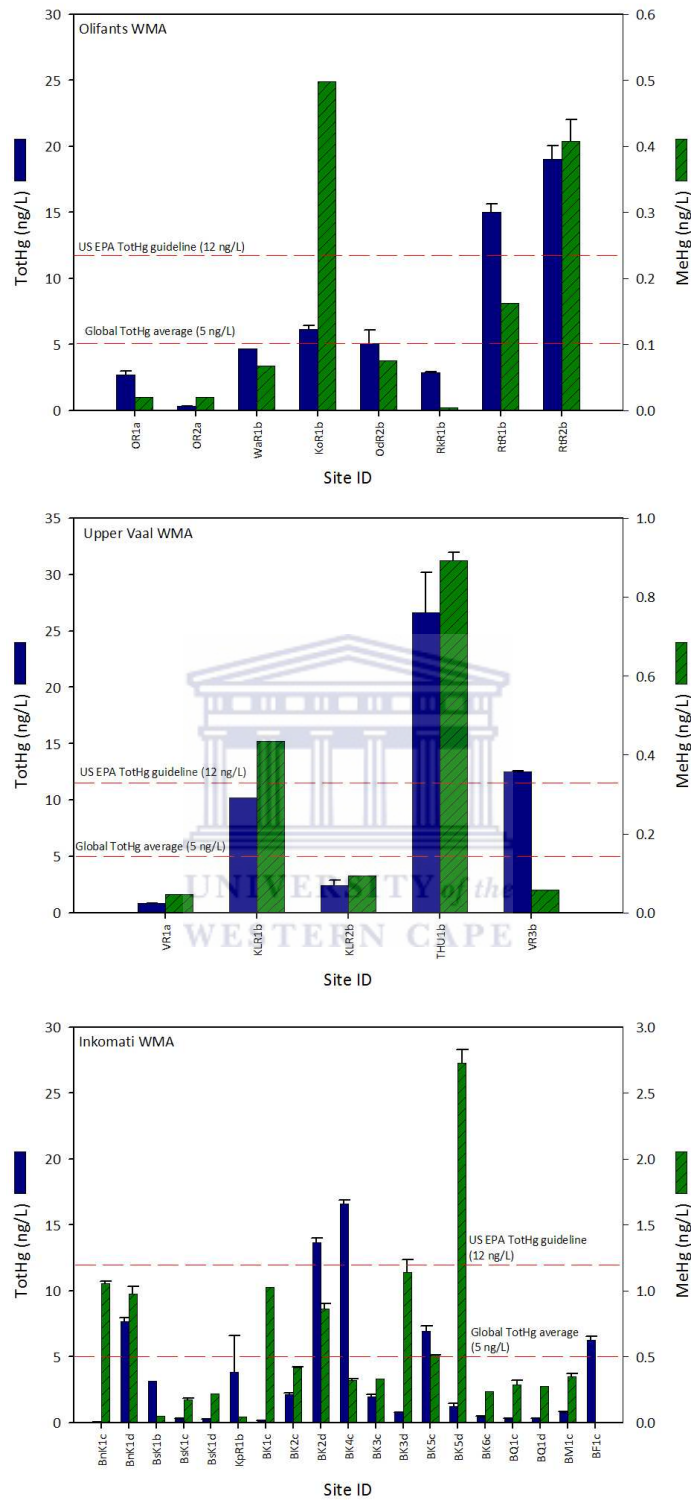 Olifants WMA
30
25
20
15
10
5
0
0.6
0.5
0.4
0.3
0.2
0.1
0.0
TotHg (ng/L)
MeHg (ng/L)
US EPA TotHg guideline (12 ng/L)
Global TotHg average (5 ng/L)
OR1a
OR2a
WaR1b
KoR1b
OdR2b
RkR1b
RtR1b
RtR2b
Site ID
Upper Vaal WMA
35
30
25
20
15
10
5
0
1.0
0.8
0.6
0.4
0.2
0.0
TotHg (ng/L)
MeHg (ng/L)
US EPA TotHg guideline (12 ng/L)
Global TotHg average (5 ng/L)
UNIVERSITY of the
WESTERN CAPE
VR1a
KLR1b
KLR2b
THU1b
VR3b
Site ID
Inkomati WMA
30
25
20
15
10
5
0
3.0
2.5
2.0
1.5
1.0
0.5
0.0
TotHg (ng/L)
MeHg (ng/L)
US EPA TotHg guideline
(12 ng/L)
Global TotHg average
(5 ng/L)
BnK1c
BnK1d
BsK1b
BsK1c
BsK1d
KpR1b
BK1c
BK2c
BK2d
BK4c
BK3c
BK3d
BK5c
BK5d
BK6c
BQ1c
BQ1d
BM1c
BF1c
Site ID